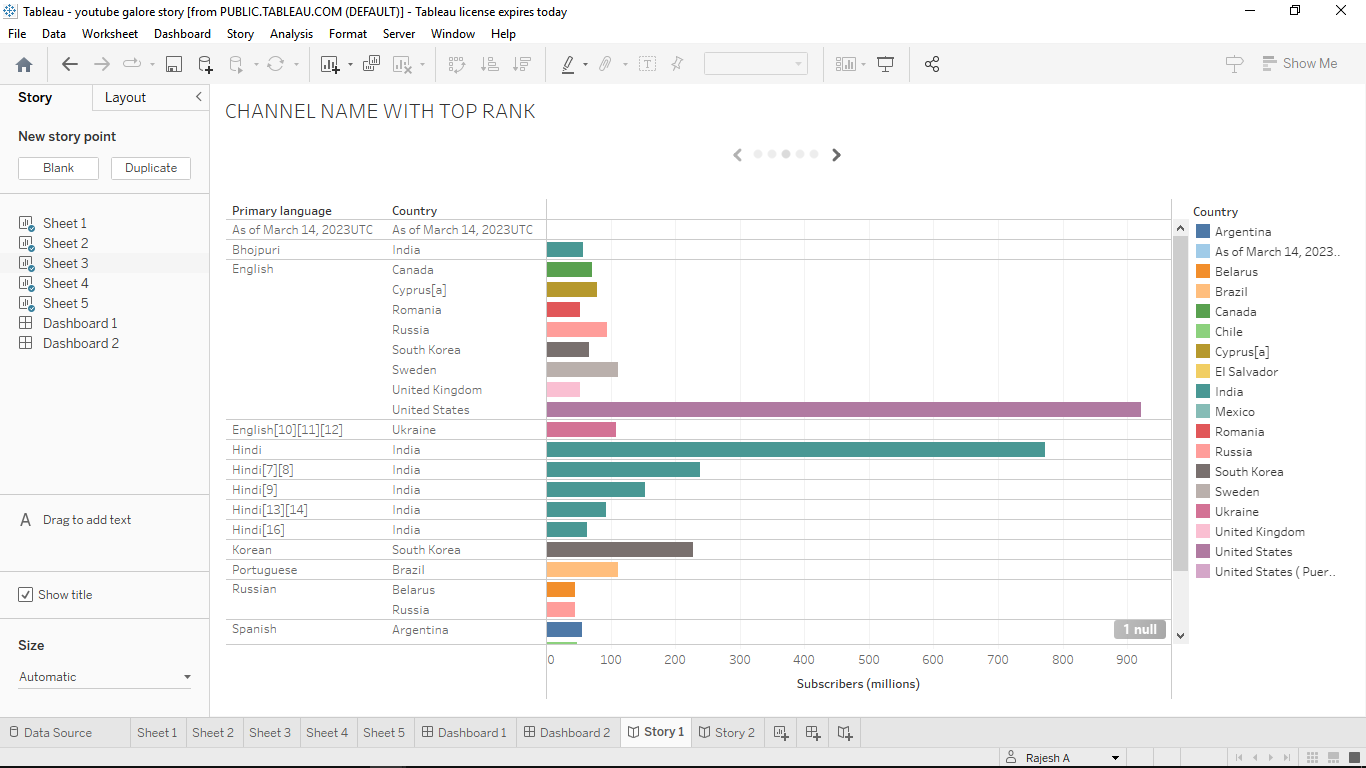 Tableau - youtube galore story [from PUBLIC.TABLEAU.COM (DEFAULT)] - Tableau license expires today
File Data Worksheet Dashboard Story Analysis Format Server Window Help
Show Me
Story Layout
New story point
Blank Duplicate
Sheet 1
Sheet 2
Sheet 3
Sheet 4
Sheet 5
Dashboard 1
Dashboard 2
A Drag to add text
Show title
Size
Automatic
CHANNEL NAME WITH TOP RANK
Primary language Country
As of March 14, 2023UTC As of March 14, 2023UTC
Bhojpuri India
English Canada
Cyprus[a]
Romania
Russia
South Korea
Sweden
United Kingdom
United States
English[10][11][12] Ukraine
Hindi India
Hindi[7][8] India
Hindi[9] India
Hindi[13][14] India
Hindi[16] India
Korean South Korea
Portuguese Brazil
Russian Belarus
Russia
Spanish Argentina
1 null
0 100 200 300 400 500 600 700 800 900
Subscribers (millions)
Country
Argentina
As of March 14, 2023..
Belarus
Brazil
Canada
Chile
Cyprus[a]
El Salvador
India
Mexico
Romania
Russia
South Korea
Sweden
Ukraine
United Kingdom
United States
United States ( Puer..
Data Source Sheet 1 Sheet 2 Sheet 3 Sheet 4 Sheet 5 Dashboard 1 Dashboard 2 Story 1 Story 2
Rajesh A